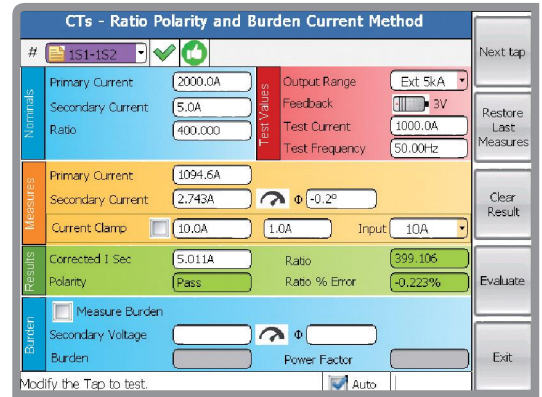 CTs - Ratio Polarity and Burden Current Method
# 1S1-1S2
Next tap
Nominals
Primary Current 2000.0A
Secondary Current 5.0A
Ratio 400.000
Test Values
Output Range Ext 5kA
Feedback 3V
Test Current 1000.0A
Test Frequency 50.00Hz
Restore
Last
Measures
Measures
Primary Current 1094.6A
Secondary Current 2.743A Φ -0.2º
Current Clamp 10.0A 1.0A Input 10A
Clear
Result
Results
Corrected I Sec 5.011A Ratio 399.106
Polarity Pass Ratio % Error -0.223%
Evaluate
Burden
Measure Burden
Secondary Voltage Φ
Burden Power Factor
Exit
Modify the Tap to test. Auto